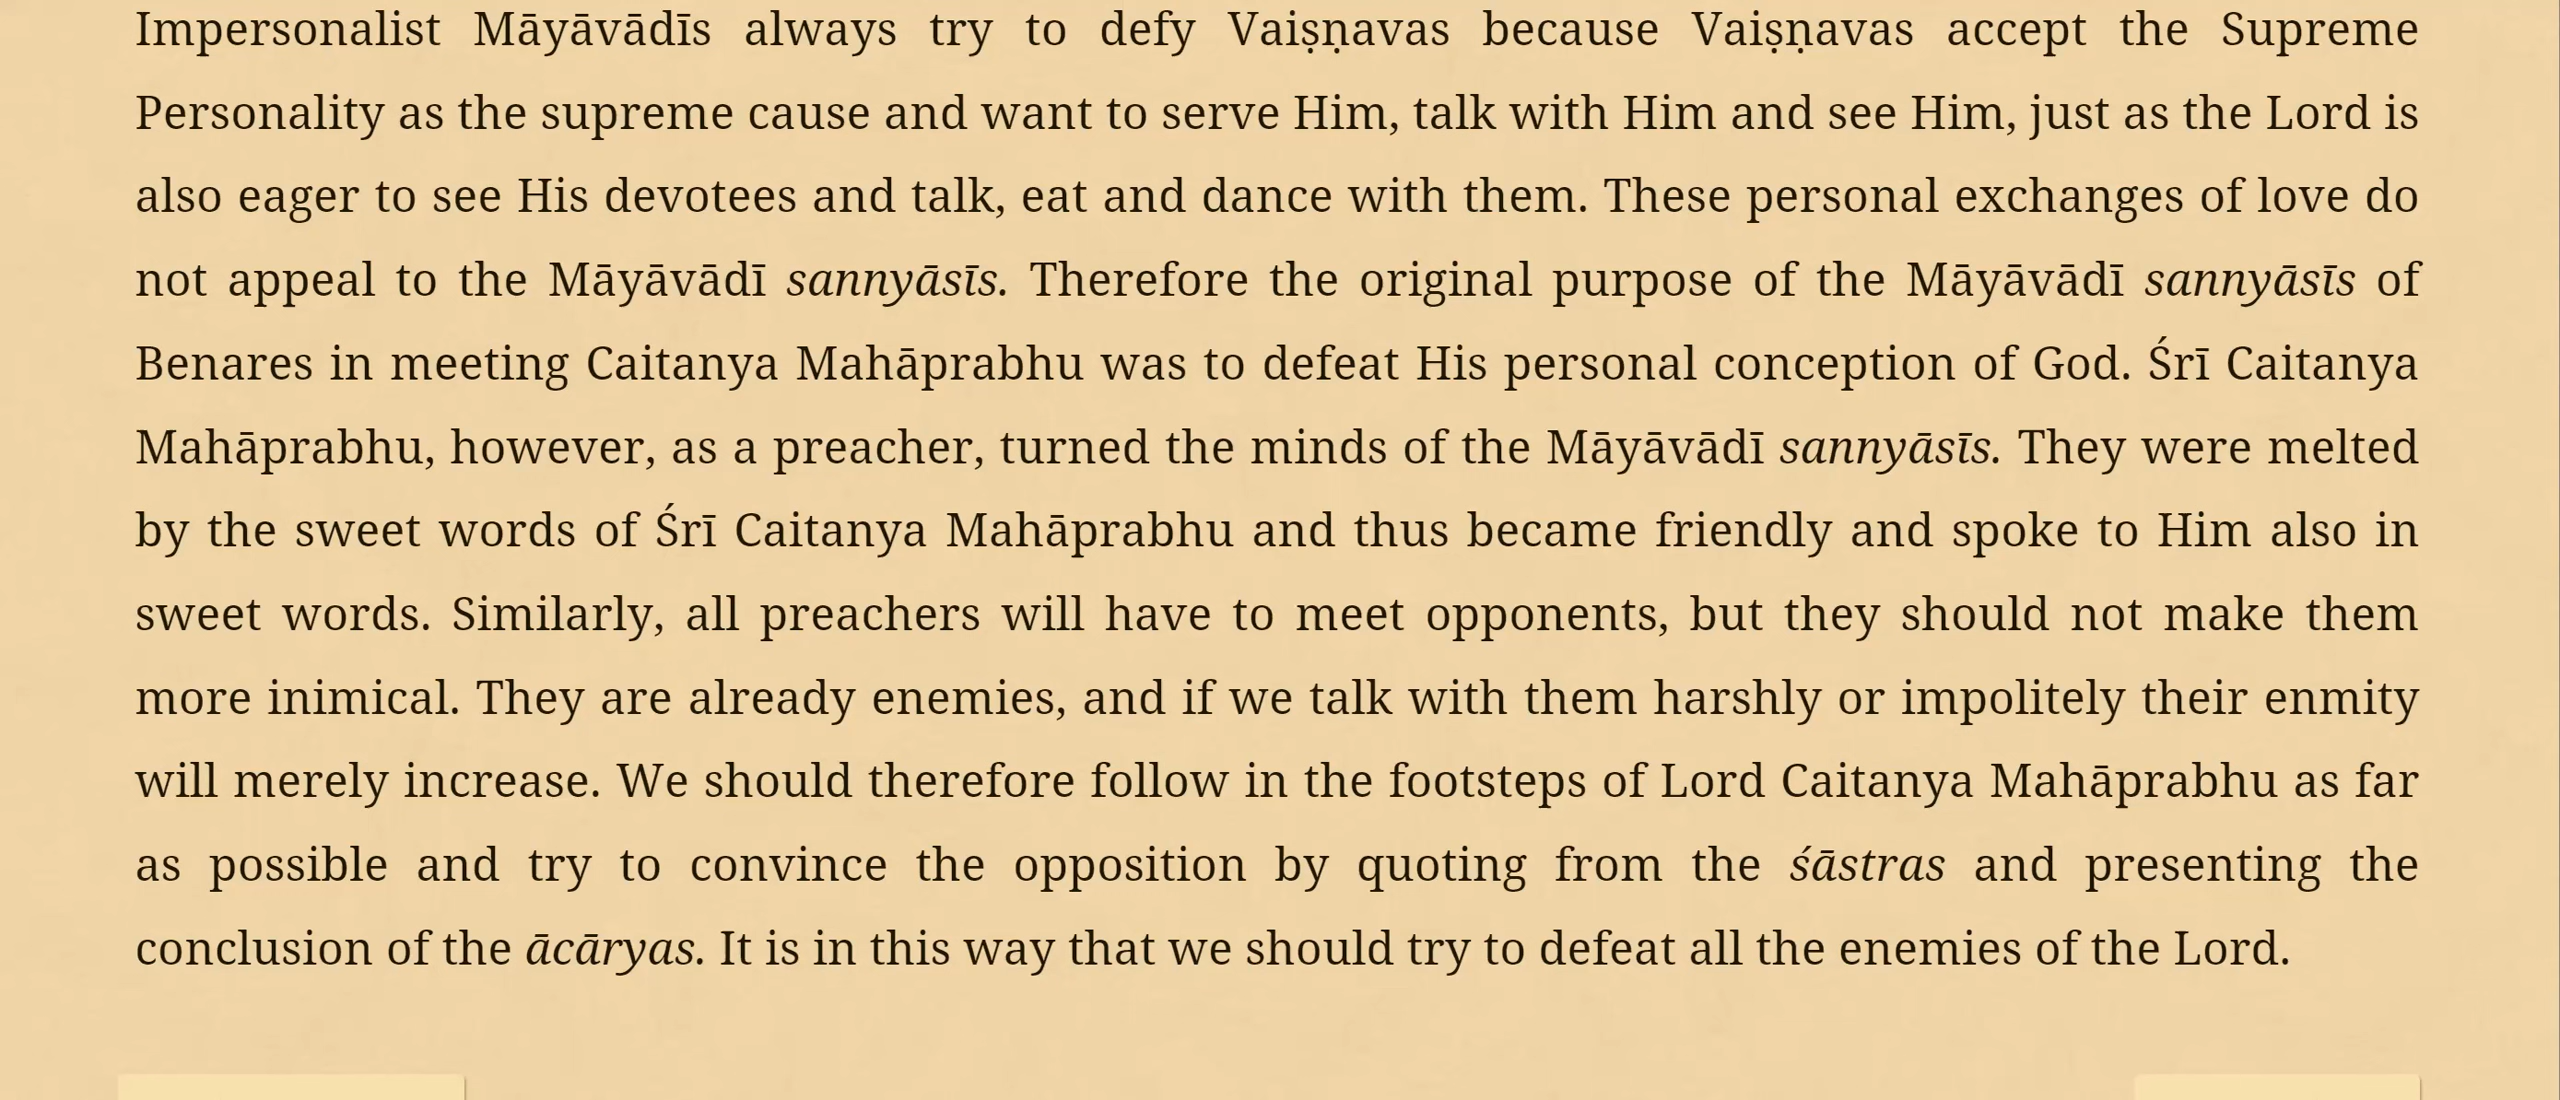 Impersonalist Māyāvādīs always try to defy Vaiṣṇavas because Vaiṣṇavas accept the Supreme
Personality as the supreme cause and want to serve Him, talk with Him and see Him, just as the Lord is
also eager to see His devotees and talk, eat and dance with them. These personal exchanges of love do
not appeal to the Māyāvādī sannyāsīs. Therefore the original purpose of the Māyāvādī sannyāsīs of
Benares in meeting Caitanya Mahāprabhu was to defeat His personal conception of God. Śrī Caitanya
Mahāprabhu, however, as a preacher, turned the minds of the Māyāvādī sannyāsīs. They were melted
by the sweet words of Śrī Caitanya Mahāprabhu and thus became friendly and spoke to Him also in
sweet words. Similarly, all preachers will have to meet opponents, but they should not make them
more inimical. They are already enemies, and if we talk with them harshly or impolitely their enmity
will merely increase. We should therefore follow in the footsteps of Lord Caitanya Mahāprabhu as far
as possible and try to convince the opposition by quoting from the śāstras and presenting the
conclusion of the ācāryas. It is in this way that we should try to defeat all the enemies of the Lord.